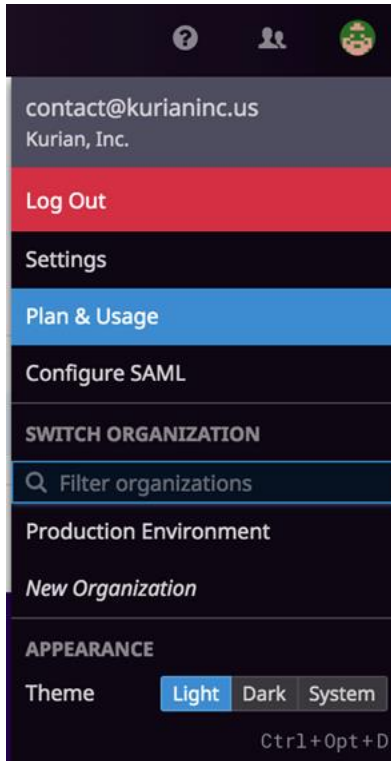 contact@kurianinc.us
Kurian, Inc.
Log Out
Settings
Plan & Usage
Configure SAML
SWITCH ORGANIZATION
Filter organizations
Production Environment
New Organization
APPEARANCE
Theme Light Dark System
Ctrl+Opt+D